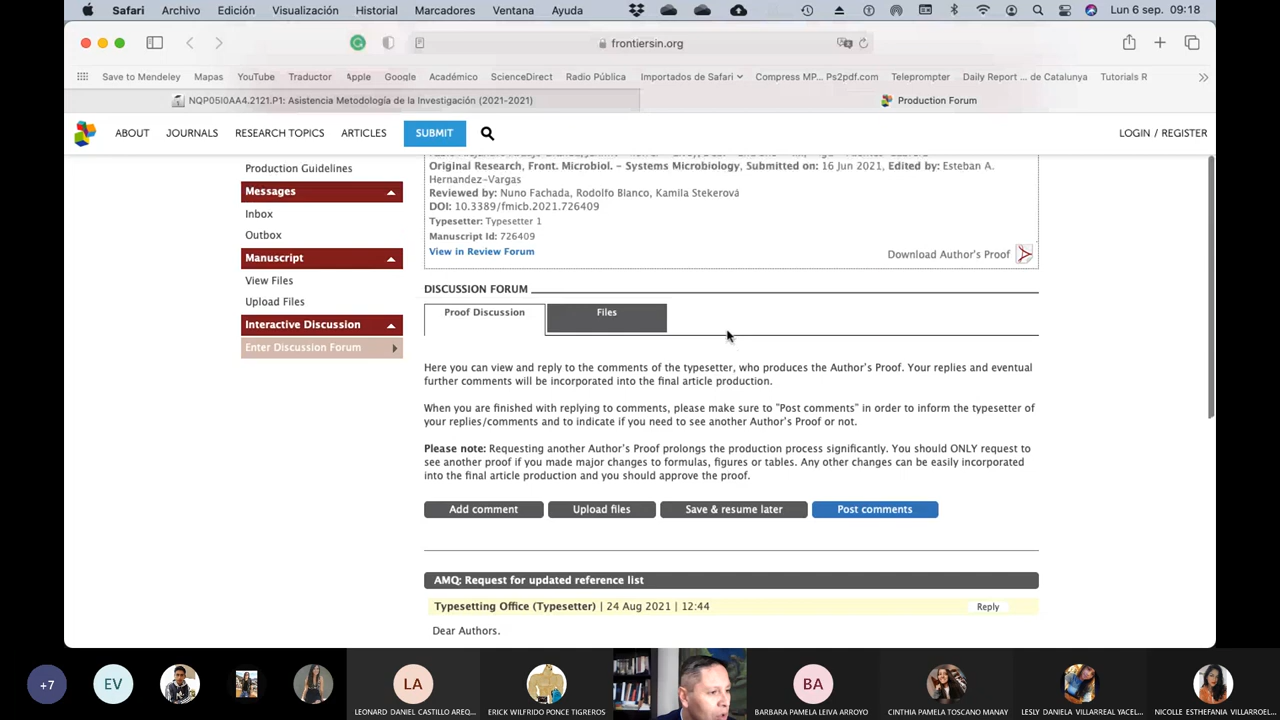 Safari Archivo Edición Visualización Historial Marcadores Ventana Ayuda Lun 6 sep. 09:18
frontiersin.org
Save to Mendeley Mapas YouTube Traductor Apple Google Académico ScienceDirect Radio Pública Importados de Safari Compress MP... Ps2pdf.com Teleprompter Daily Report ... de Catalunya Tutorials R
NQP05I0AA4.2121.P1: Asistencia Metodología de la Investigación (2021-2021) Production Forum
ABOUT JOURNALS RESEARCH TOPICS ARTICLES SUBMIT LOGIN / REGISTER
Production Guidelines
Messages
Inbox
Outbox
Manuscript
View Files
Upload Files
Interactive Discussion
Enter Discussion Forum
Original Research, Front. Microbiol. - Systems Microbiology, Submitted on: 16 Jun 2021, Edited by: Esteban A.
Hernandez-Vargas
Reviewed by: Nuno Fachada, Rodolfo Blanco, Kamila Stekerová
DOI: 10.3389/fmicb.2021.726409
Typesetter: Typesetter 1
Manuscript Id: 726409
View in Review Forum
Download Author's Proof
DISCUSSION FORUM
Proof Discussion Files
Here you can view and reply to the comments of the typesetter, who produces the Author's Proof. Your replies and eventual
further comments will be incorporated into the final article production.
When you are finished with replying to comments, please make sure to "Post comments" in order to inform the typesetter of
your replies/comments and to indicate if you need to see another Author's Proof or not.
Please note: Requesting another Author's Proof prolongs the production process significantly. You should ONLY request to
see another proof if you made major changes to formulas, figures or tables. Any other changes can be easily incorporated
into the final article production and you should approve the proof.
Add comment Upload files Save & resume later Post comments
AMQ: Request for updated reference list
Typesetting Office (Typesetter) | 24 Aug 2021 | 12:44 Reply
Dear Authors.
+7 EV LA BA
LEONARD DANIEL CASTILLO AREQ... ERICK WILFRIDO PONCE TIGREROS BARBARA PAMELA LEIVA ARROYO CINTHIA PAMELA TOSCANO MANAY LESLY DANIELA VILLARREAL YACEL... NICOLLE ESTHEFANIA VILLARROEL...